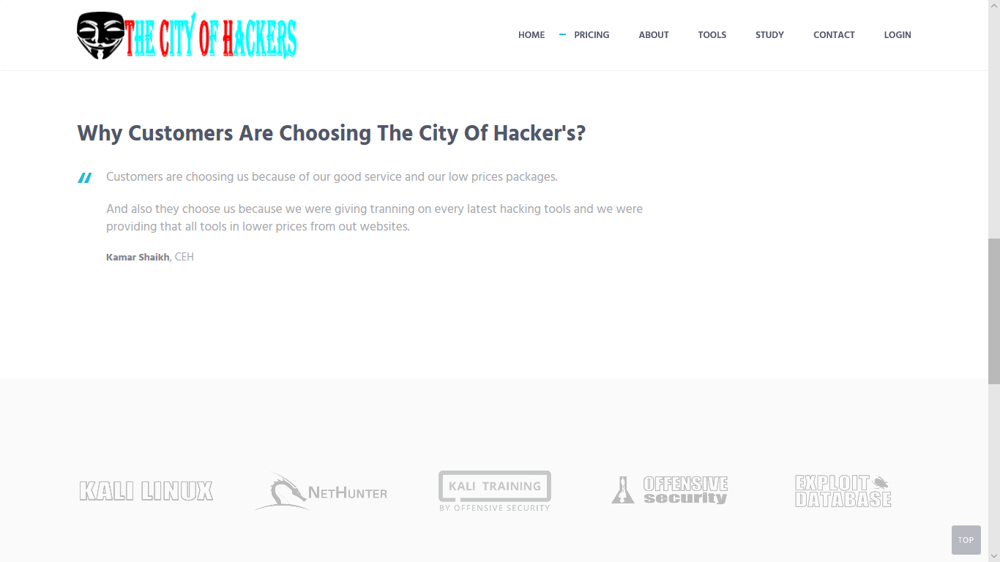 THE CITY OF HACKERS
HOME PRICING ABOUT TOOLS STUDY CONTACT LOGIN
Why Customers Are Choosing The City Of Hacker's?
Customers are choosing us because of our good service and our low prices packages.
And also they choose us because we were giving tranning on every latest hacking tools and we were
providing that all tools in lower prices from out websites.
Kamar Shaikh, CEH
KALI LINUX
NETHUNTER
KALI TRAINING
BY OFFENSIVE SECURITY
OFFENSIVE
security
EXPLOIT
DATABASE
TOP